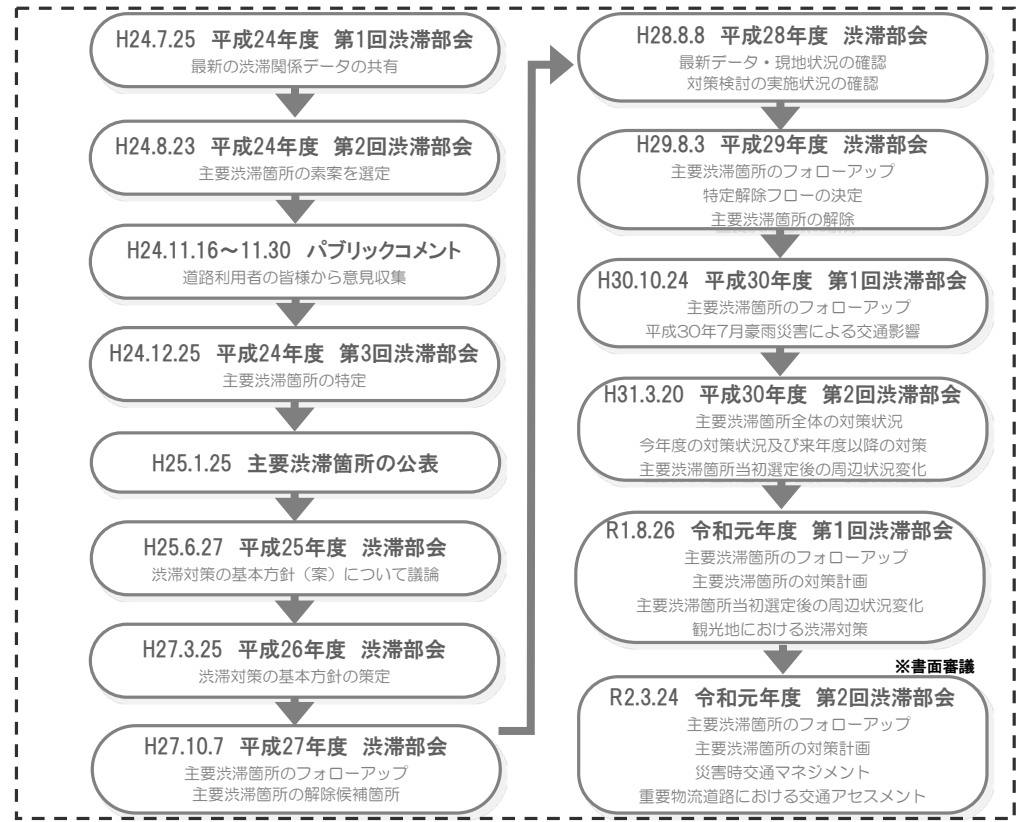 H24.7.25 平成24年度 第1回渋滞部会
最新の渋滞関係データの共有
H24.8.23 平成24年度 第2回渋滞部会
主要渋滞箇所の素案を選定
H24.11.16～11.30 パブリックコメント
道路利用者の皆様から意見収集
H24.12.25 平成24年度 第3回渋滞部会
主要渋滞箇所の特定
H25.1.25 主要渋滞箇所の公表
H25.6.27 平成25年度 渋滞部会
渋滞対策の基本方針（案）について議論
H27.3.25 平成26年度 渋滞部会
渋滞対策の基本方針の策定
H27.10.7 平成27年度 渋滞部会
主要渋滞箇所のフォローアップ
主要渋滞箇所の解除候補箇所
H28.8.8 平成28年度 渋滞部会
最新データ・現地状況の確認
対策検討の実施状況の確認
H29.8.3 平成29年度 渋滞部会
主要渋滞箇所のフォローアップ
特定解除フローの決定
主要渋滞箇所の解除
H30.10.24 平成30年度 第1回渋滞部会
主要渋滞箇所のフォローアップ
平成30年7月豪雨災害による交通影響
H31.3.20 平成30年度 第2回渋滞部会
主要渋滞箇所全体の対策状況
今年度の対策状況及び来年度以降の対策
主要渋滞箇所当初選定後の周辺状況変化
R1.8.26 令和元年度 第1回渋滞部会
主要渋滞箇所のフォローアップ
主要渋滞箇所の対策計画
主要渋滞箇所当初選定後の周辺状況変化
観光地における渋滞対策
※書面審議
R2.3.24 令和元年度 第2回渋滞部会
主要渋滞箇所のフォローアップ
主要渋滞箇所の対策計画
災害時交通マネジメント
重要物流道路における交通アセスメント